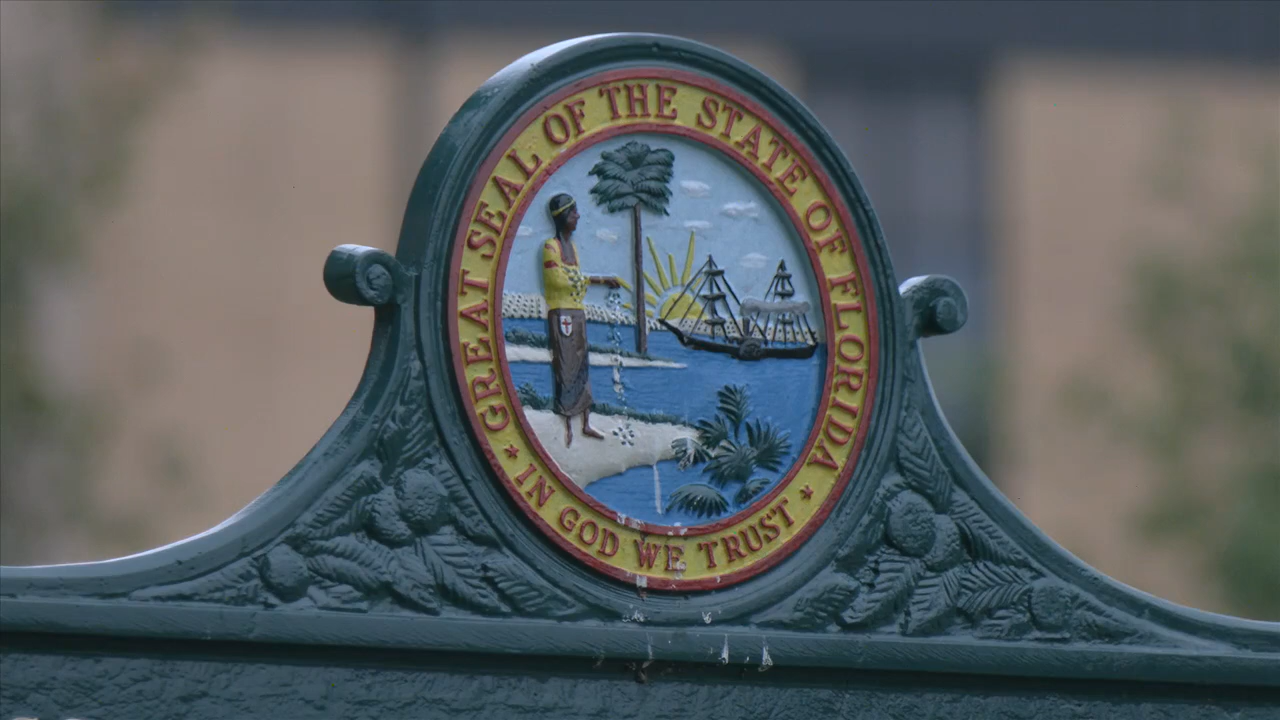 GREAT SEAL OF THE STATE OF FLORIDA
IN GOD WE TRUST